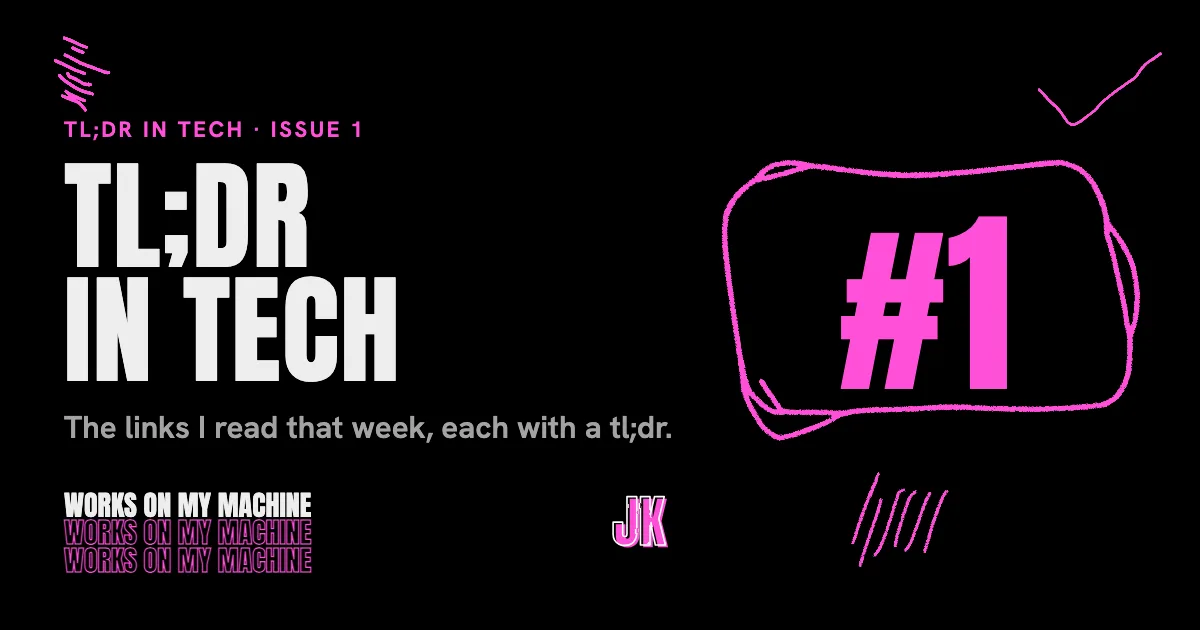 TL;DR IN TECH · ISSUE 1
TL;DR
IN TECH
The links I read that week, each with a tl;dr.
#1
WORKS ON MY MACHINE
WORKS ON MY MACHINE
WORKS ON MY MACHINE
JK